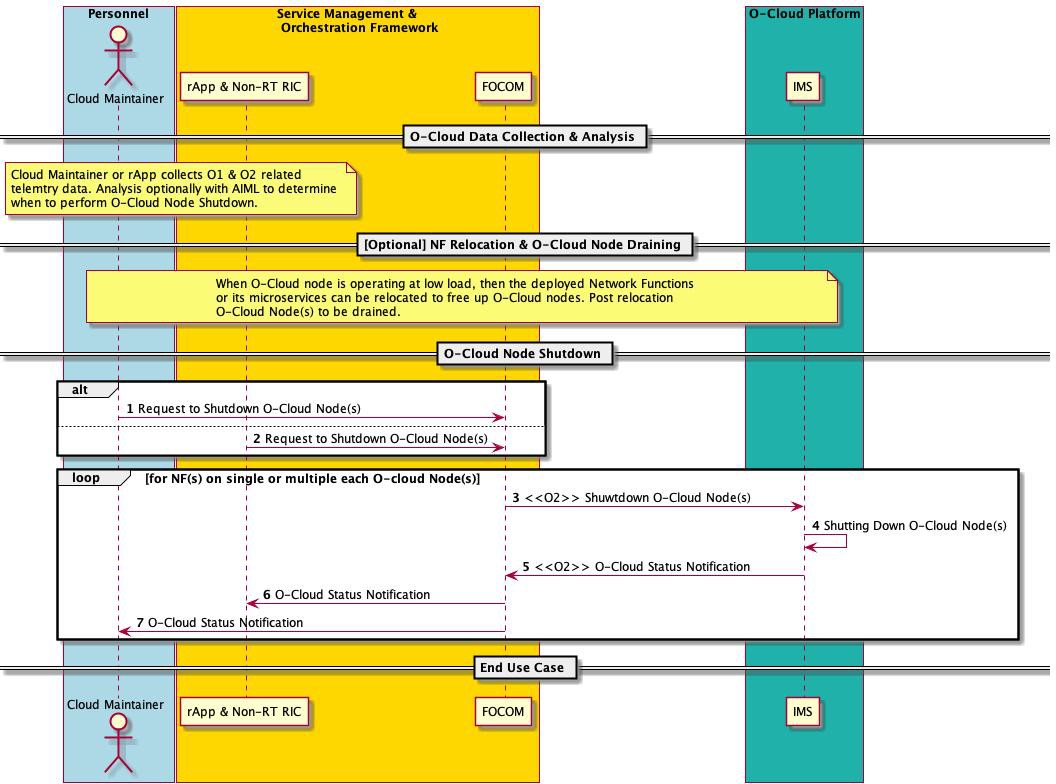 Personnel
Service Management &
Orchestration Framework
O-Cloud Platform
Cloud Maintainer
rApp & Non-RT RIC
FOCOM
IMS
O-Cloud Data Collection & Analysis
Cloud Maintainer or rApp collects O1 & O2 related
telemtry data. Analysis optionally with AIML to determine
when to perform O-Cloud Node Shutdown.
[Optional] NF Relocation & O-Cloud Node Draining
When O-Cloud node is operating at low load, then the deployed Network Functions
or its microservices can be relocated to free up O-Cloud nodes. Post relocation
O-Cloud Node(s) to be drained.
O-Cloud Node Shutdown
alt
1 Request to Shutdown O-Cloud Node(s)
2 Request to Shutdown O-Cloud Node(s)
loop [for NF(s) on single or multiple each O-cloud Node(s)]
3 <<O2>> Shuwtdown O-Cloud Node(s)
4 Shutting Down O-Cloud Node(s)
5 <<O2>> O-Cloud Status Notification
6 O-Cloud Status Notification
7 O-Cloud Status Notification
End Use Case
Cloud Maintainer
rApp & Non-RT RIC
FOCOM
IMS